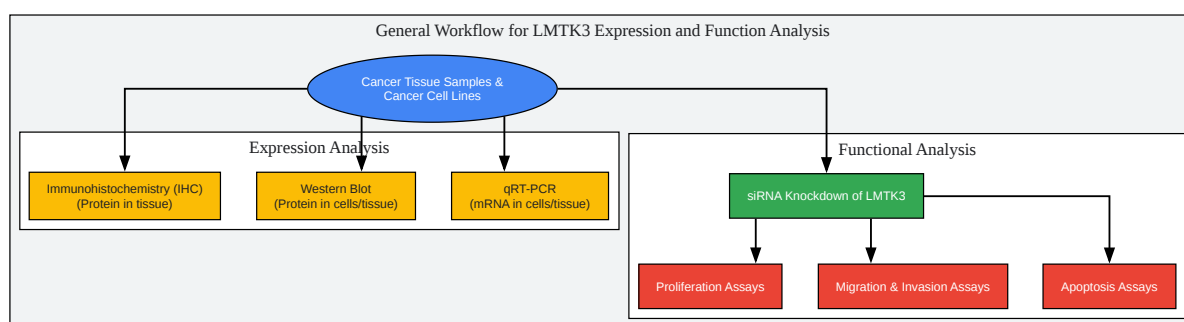 General Workflow for LMTK3 Expression and Function Analysis
Cancer Tissue Samples &
Cancer Cell Lines
Expression Analysis
Immunohistochemistry (IHC)
(Protein in tissue)
Western Blot
(Protein in cells/tissue)
qRT-PCR
(mRNA in cells/tissue)
Functional Analysis
siRNA Knockdown of LMTK3
Proliferation Assays
Migration & Invasion Assays
Apoptosis Assays